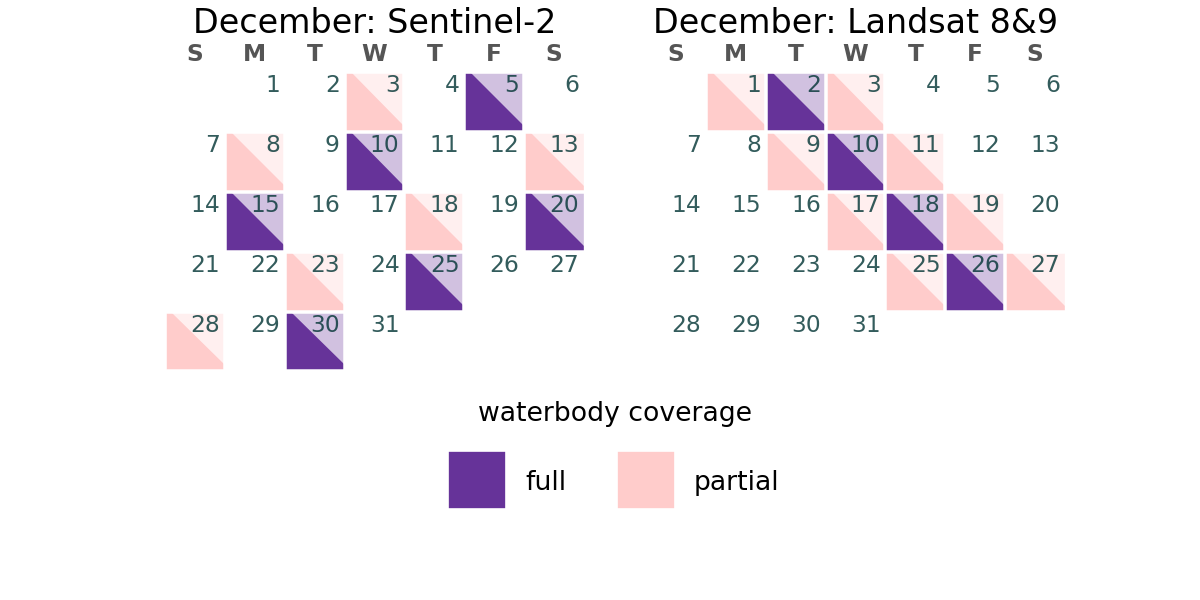 December: Sentinel-2
S M T W T F S
1 2 3 4 5 6
7 8 9 10 11 12 13
14 15 16 17 18 19 20
21 22 23 24 25 26 27
28 29 30 31
December: Landsat 8&9
S M T W T F S
1 2 3 4 5 6
7 8 9 10 11 12 13
14 15 16 17 18 19 20
21 22 23 24 25 26 27
28 29 30 31
waterbody coverage
full
partial